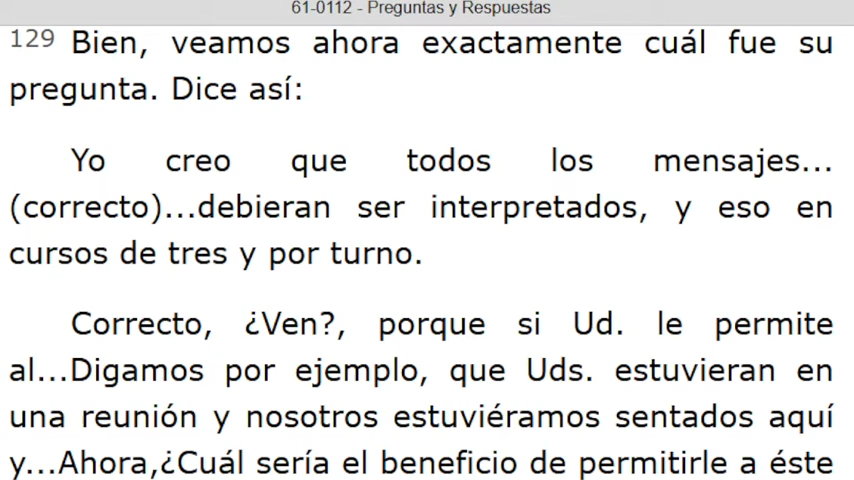 61-0112 - Preguntas y Respuestas
129 Bien, veamos ahora exactamente cuál fue su
pregunta. Dice así:
Yo creo que todos los mensajes...
(correcto)...debieran ser interpretados, y eso en
cursos de tres y por turno.
Correcto, ¿Ven?, porque si Ud. le permite
al...Digamos por ejemplo, que Uds. estuvieran en
una reunión y nosotros estuviéramos sentados aquí
y...Ahora,¿Cuál sería el beneficio de permitirle a éste